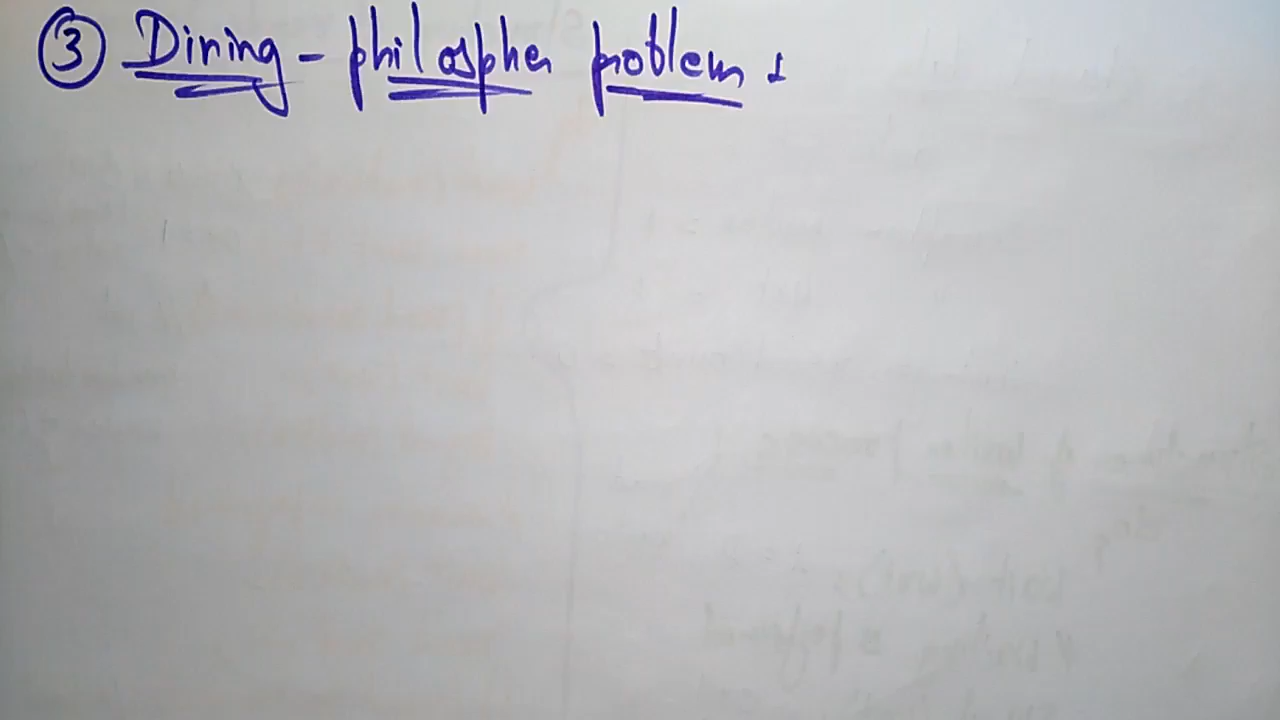 ③ Dining - philospher problem :